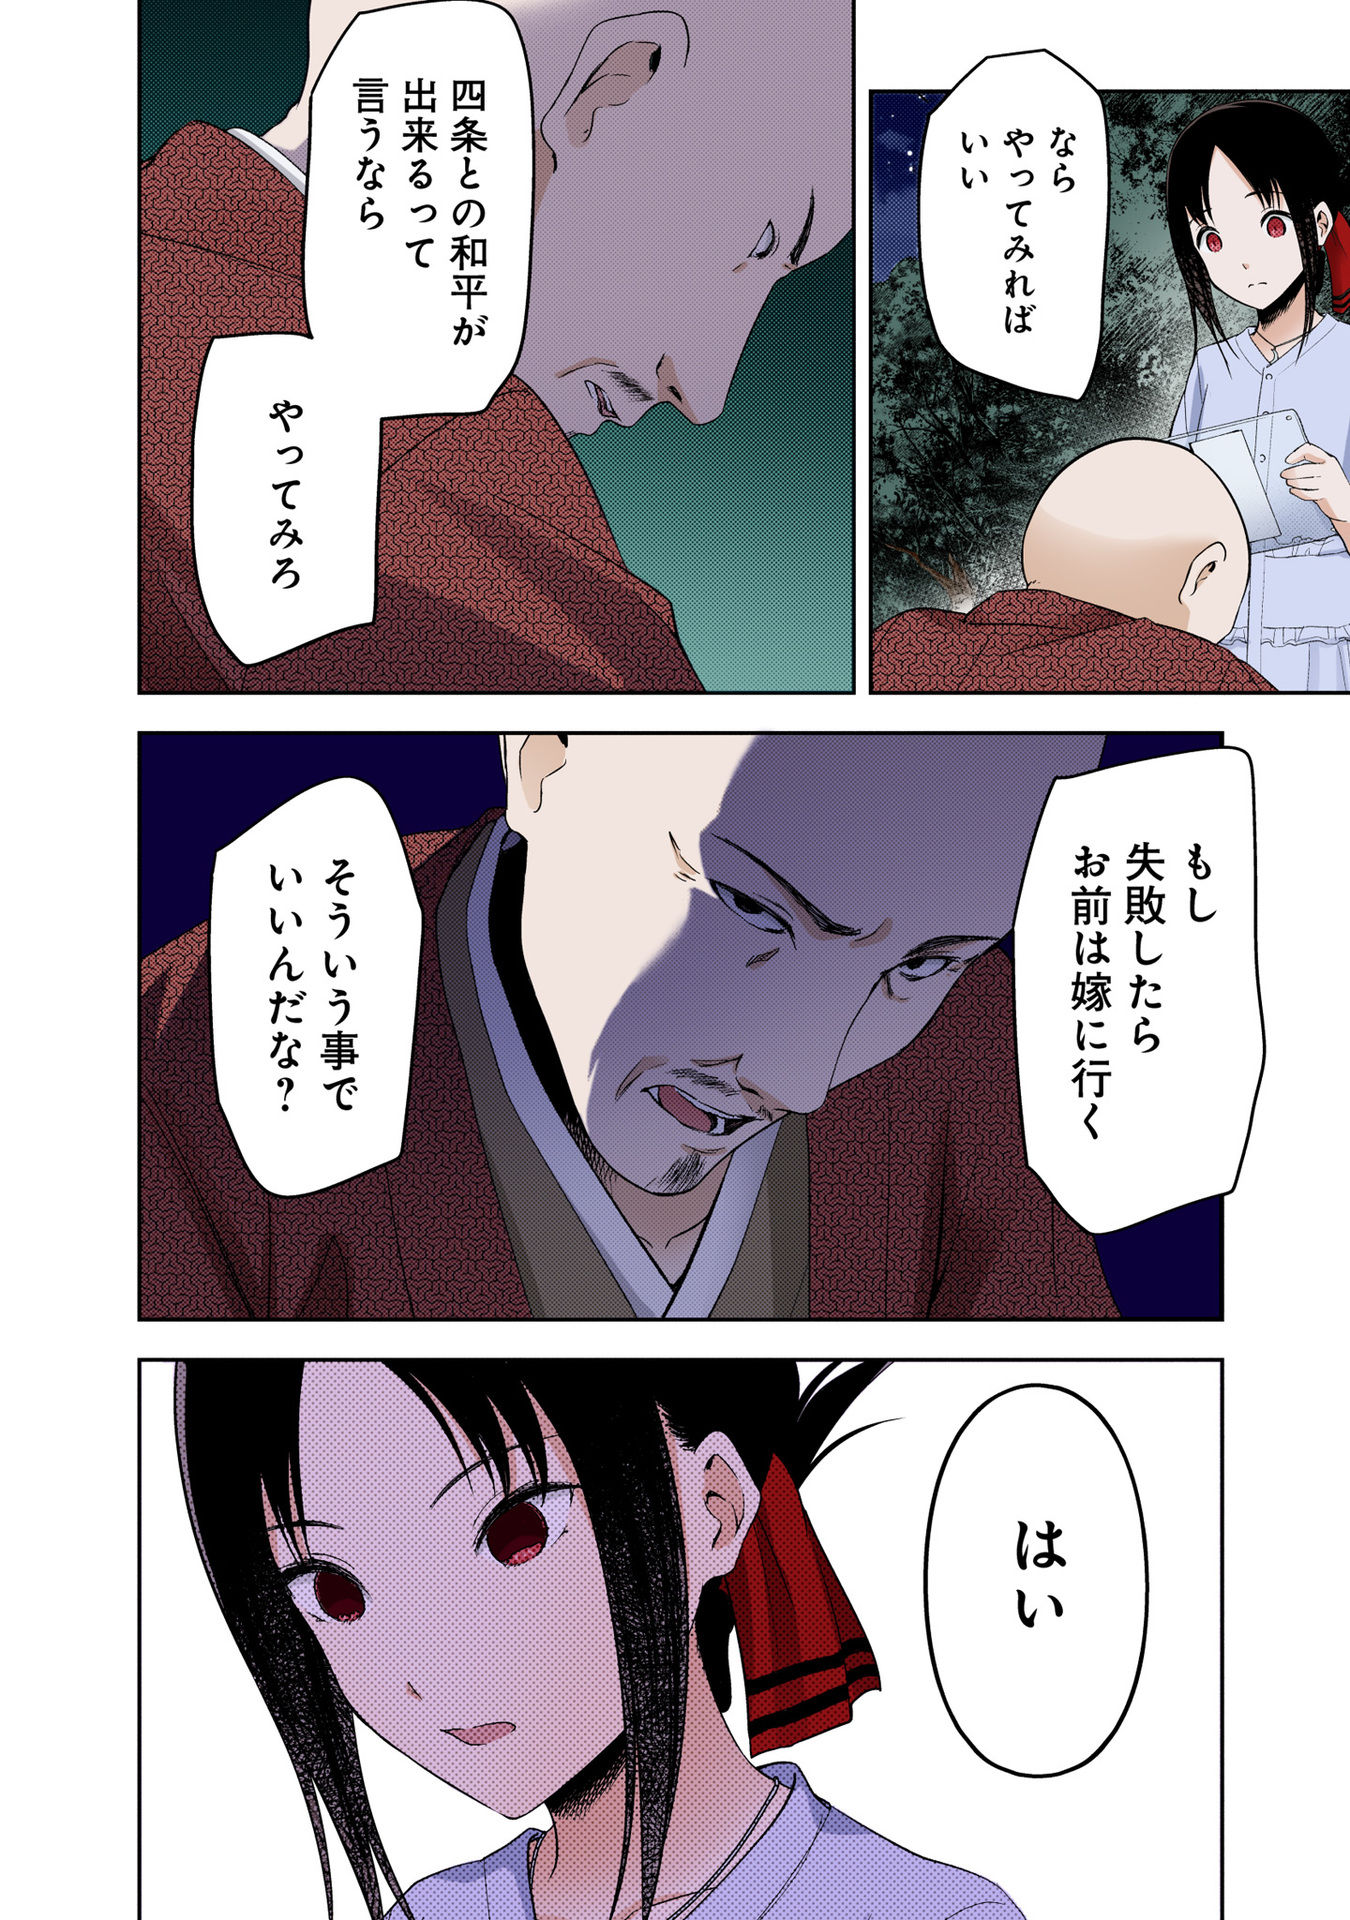 なら
やってみれば
いい
四条との和平が
出来るって
言うなら
やってみろ
もし
失敗したら
お前は嫁に行く
そういう事で
いいんだな?
はい